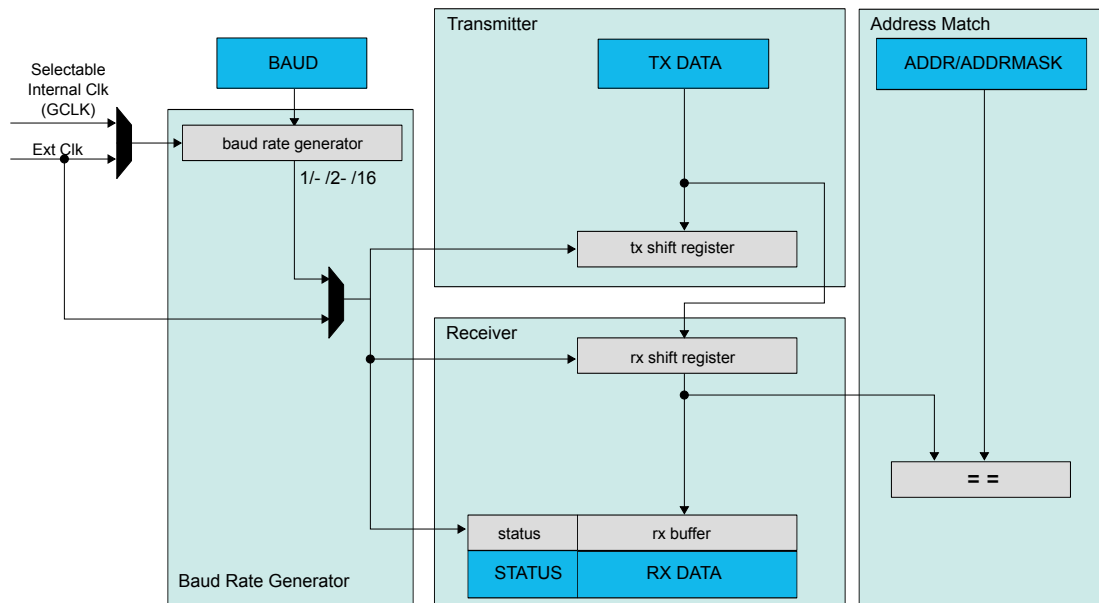 Transmitter
Address Match
BAUD
TX DATA
ADDR/ADDRMASK
Selectable
Internal Clk
(GCLK)
Ext Clk
baud rate generator
1/- /2- /16
tx shift register
Receiver
rx shift register
= =
status
rx buffer
STATUS
RX DATA
Baud Rate Generator